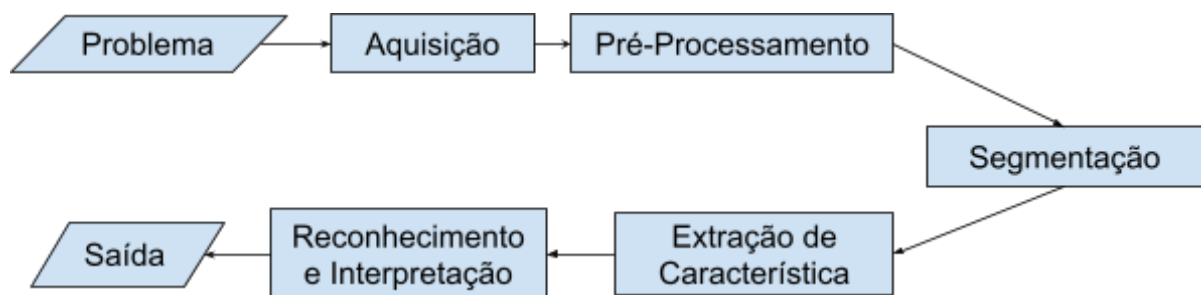 Problema
Aquisição
Pré-Processamento
Segmentação
Extração de
Característica
Reconhecimento
e Interpretação
Saída